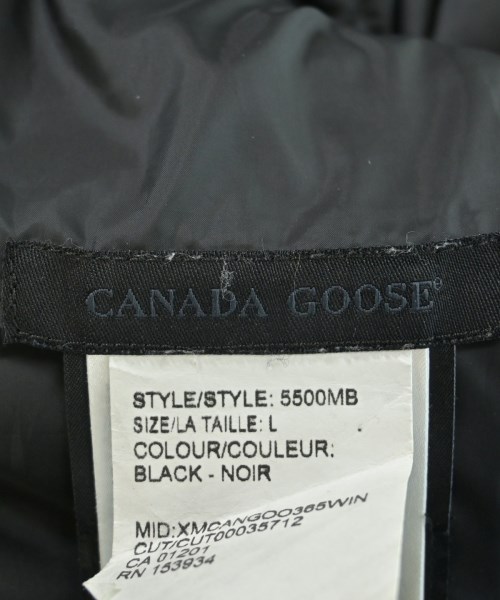 CANADA GOOSE®
STYLE/STYLE: 5500MB
SIZE/LA TAILLE: L
COLOUR/COULEUR:
BLACK - NOIR
MID:XMCANGOO365WIN
CUT/CUT00035712
CA 01201
RN 153934